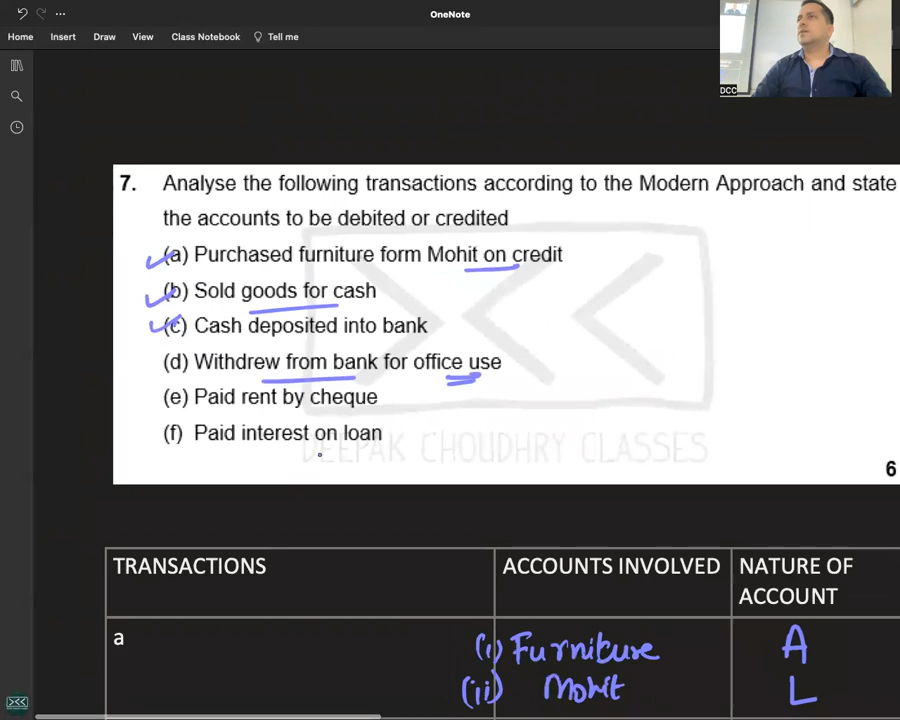 OneNote
Home Insert Draw View Class Notebook Tell me
DCC
7. Analyse the following transactions according to the Modern Approach and state
the accounts to be debited or credited
(a) Purchased furniture form Mohit on credit
(b) Sold goods for cash
(c) Cash deposited into bank
(d) Withdrew from bank for office use
(e) Paid rent by cheque
(f) Paid interest on loan
DEEPAK CHOUDHRY CLASSES
6
TRANSACTIONS ACCOUNTS INVOLVED NATURE OF
ACCOUNT
a (i) Furniture A
(ii) Mohit L